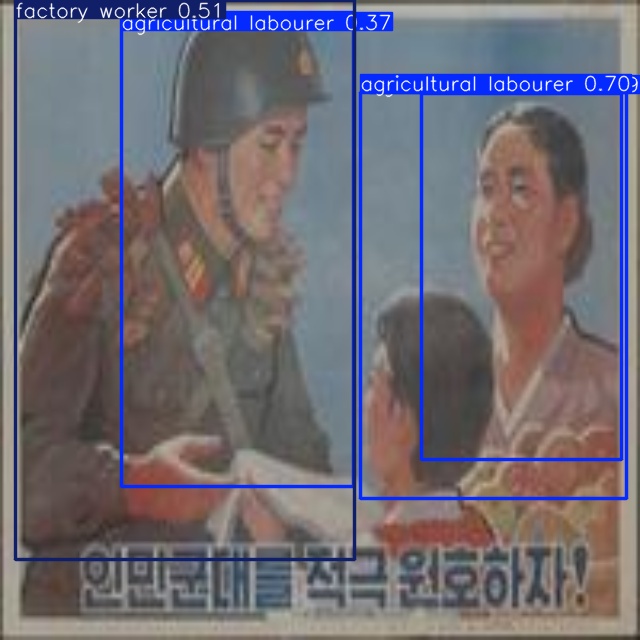 factory worker 0.51
agricultural labourer 0.37
agricultural labourer 0.709
인민군대를 적극 원호하자!